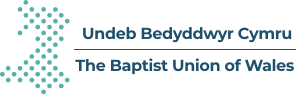 Undeb Bedyddwyr Cymru
The Baptist Union of Wales